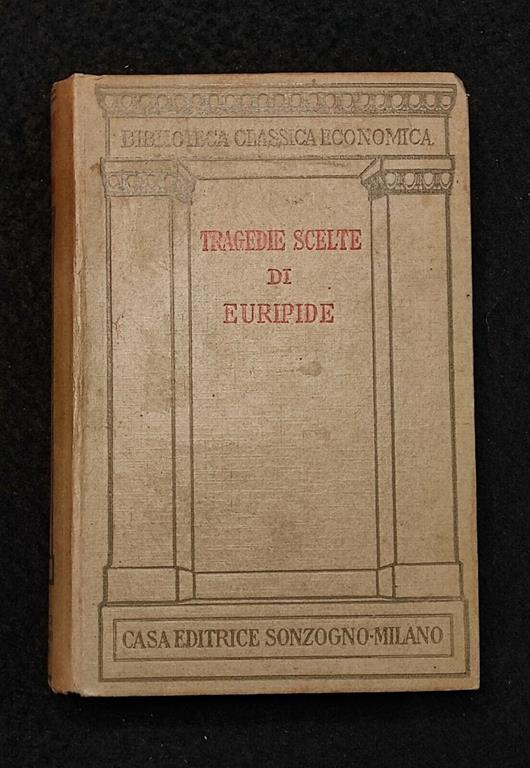 BIBLIOTECA CLASSICA ECONOMICA.
TRAGEDIE SCELTE
DI
EURIPIDE
CASA EDITRICE SONZOGNO-MILANO